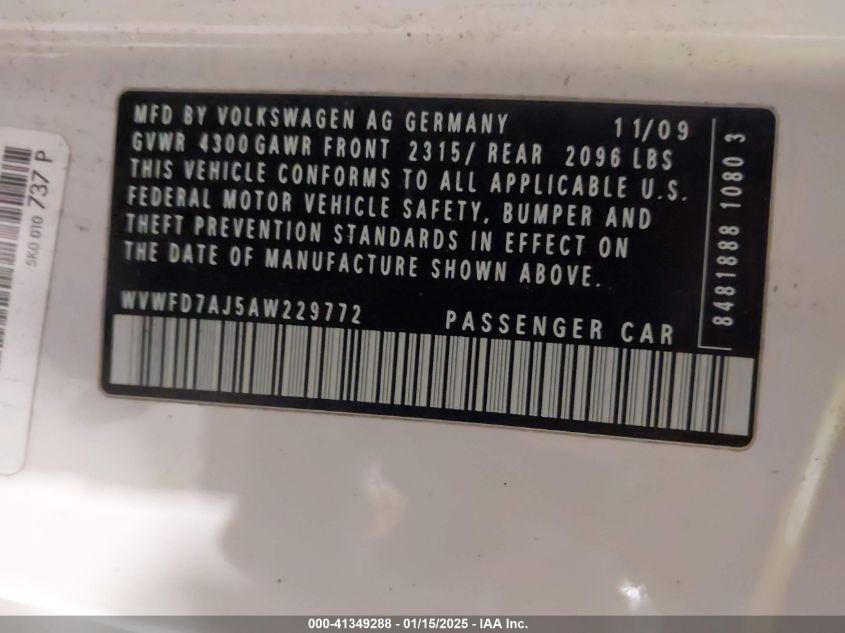 MFD BY VOLKSWAGEN AG GERMANY 11/09
GVWR 4300 GAWR FRONT 2315/ REAR 2096 LBS
THIS VEHICLE CONFORMS TO ALL APPLICABLE U.S.
FEDERAL MOTOR VEHICLE SAFETY, BUMPER AND
THEFT PREVENTION STANDARDS IN EFFECT ON
THE DATE OF MANUFACTURE SHOWN ABOVE.
WVWFD7AJ5AW229772 PASSENGER CAR
8481888 1080 3
5K0 010 737 P
000-41349288 - 01/15/2025 - IAA Inc.